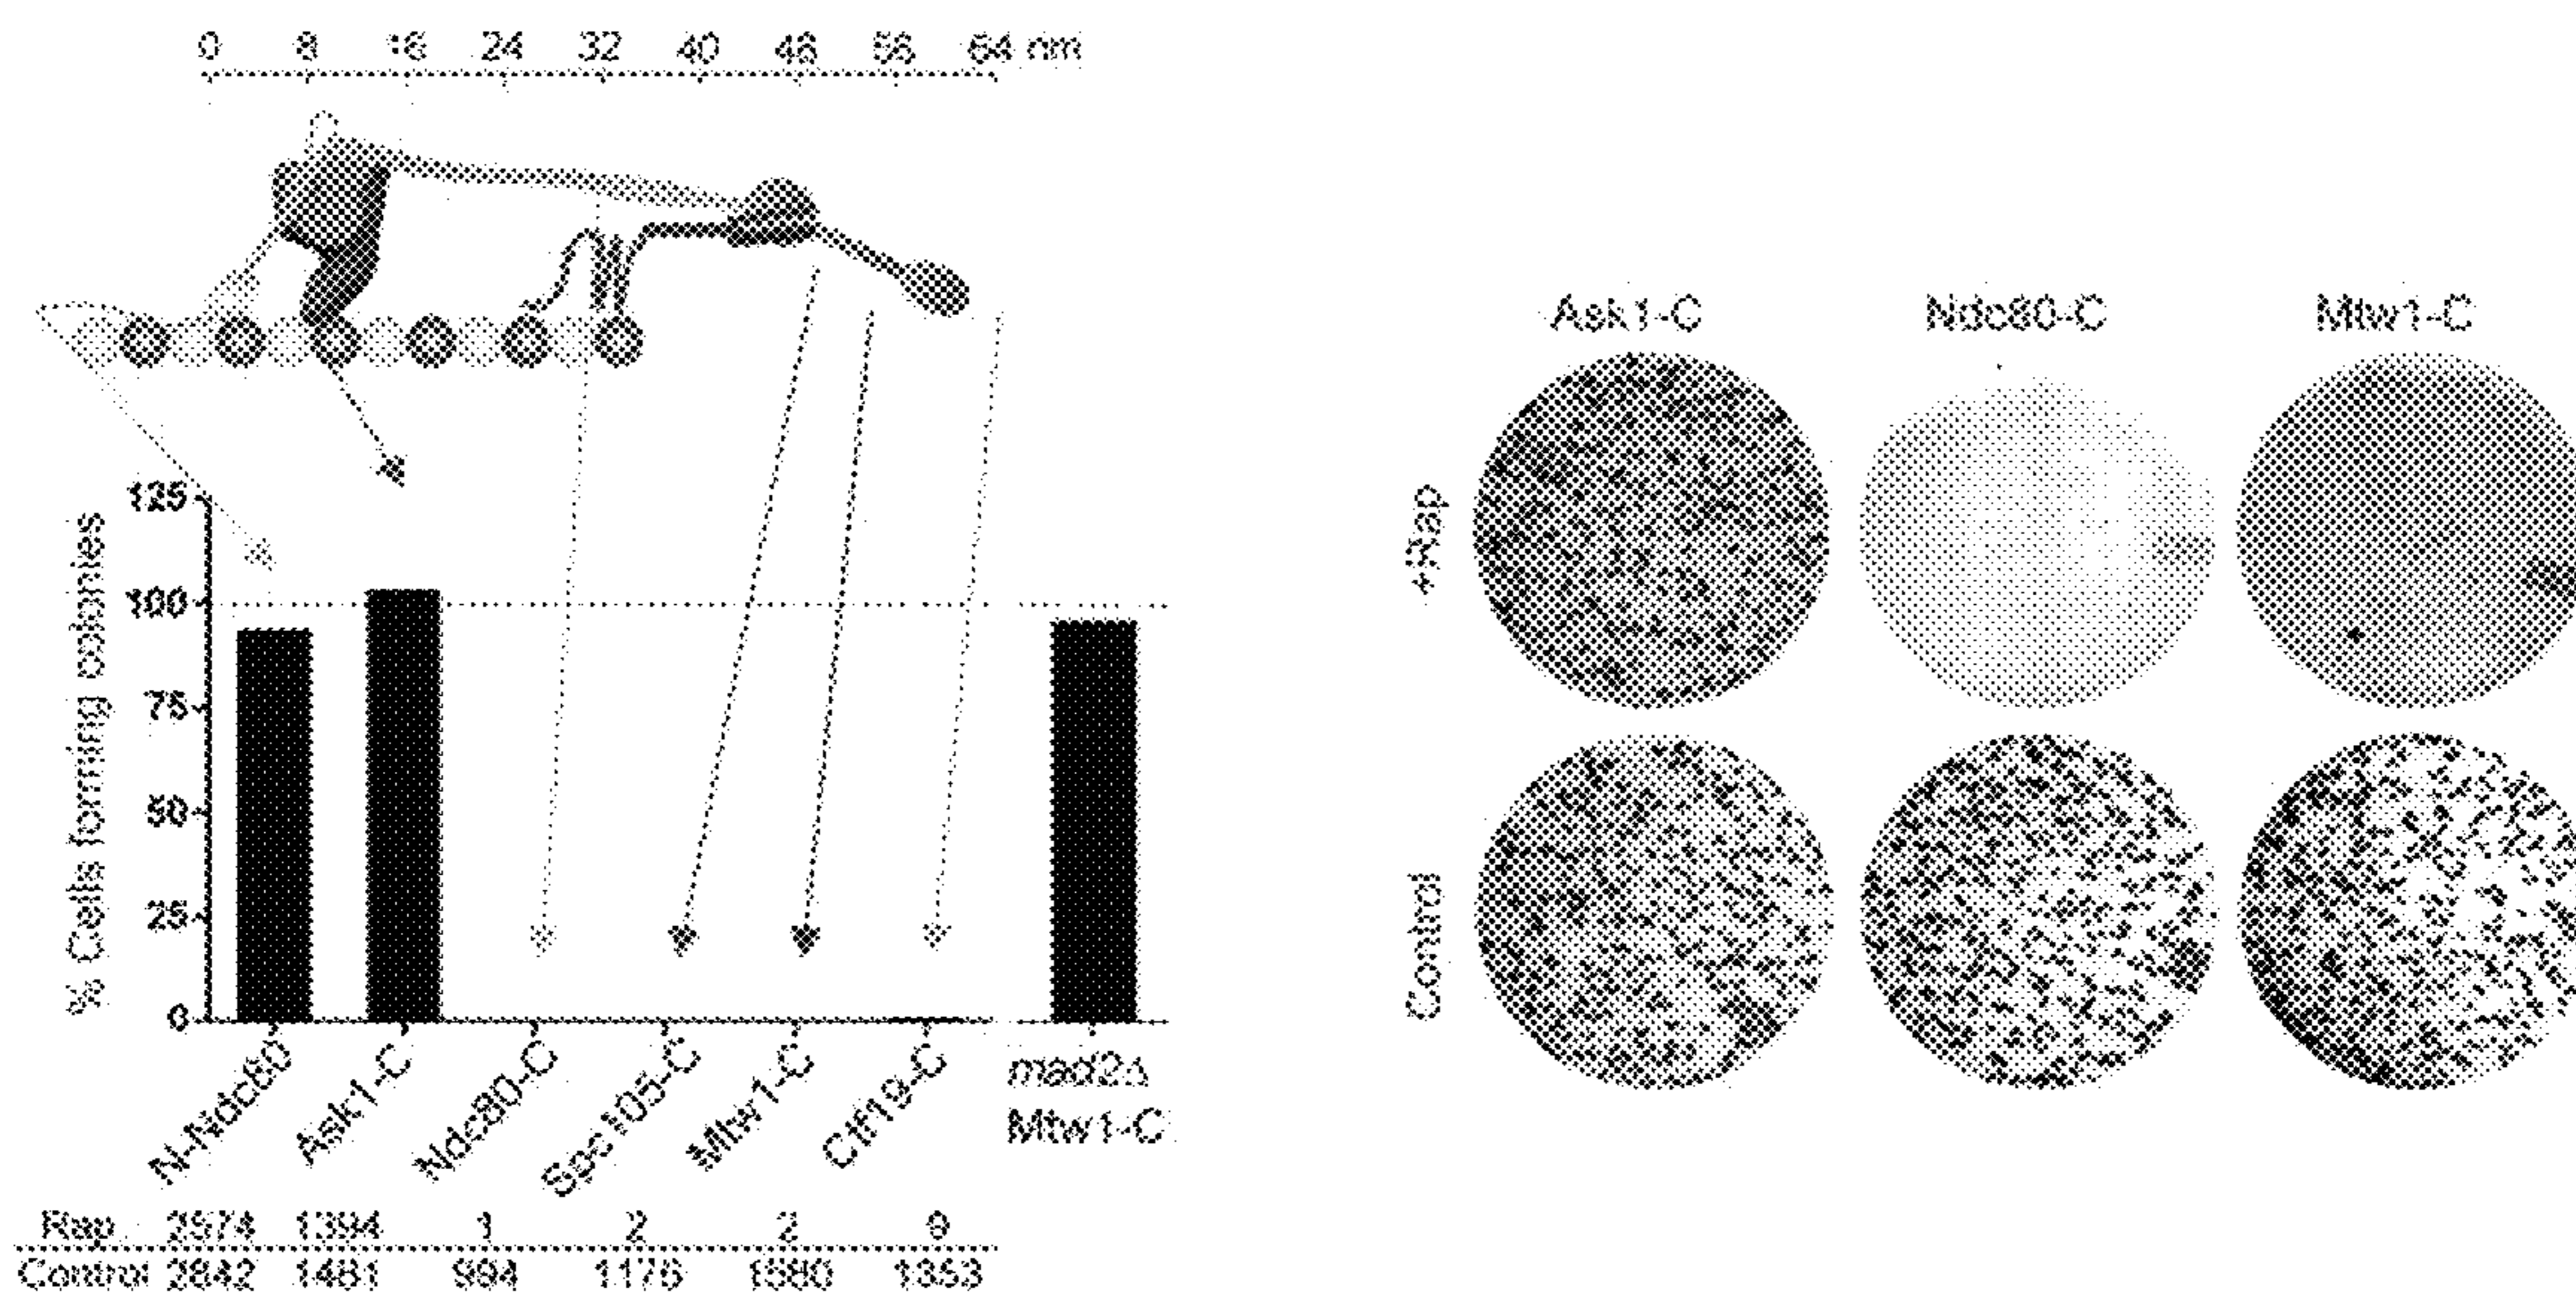 0 8 16 24 32 40 48 56 64 nm
125
100
75
50
25
0
% Cells forming colonies
N-Ndc80
Ask1-C
Ndc80-C
Spc105-C
Mtw1-C
Ctf19-C
mad2Δ
Mtw1-C
Rap 1394 1 2 2 9
Control 2842 1481 994 1176 1353
Ask1-C Ndc80-C Mtw1-C
+Rap
Control